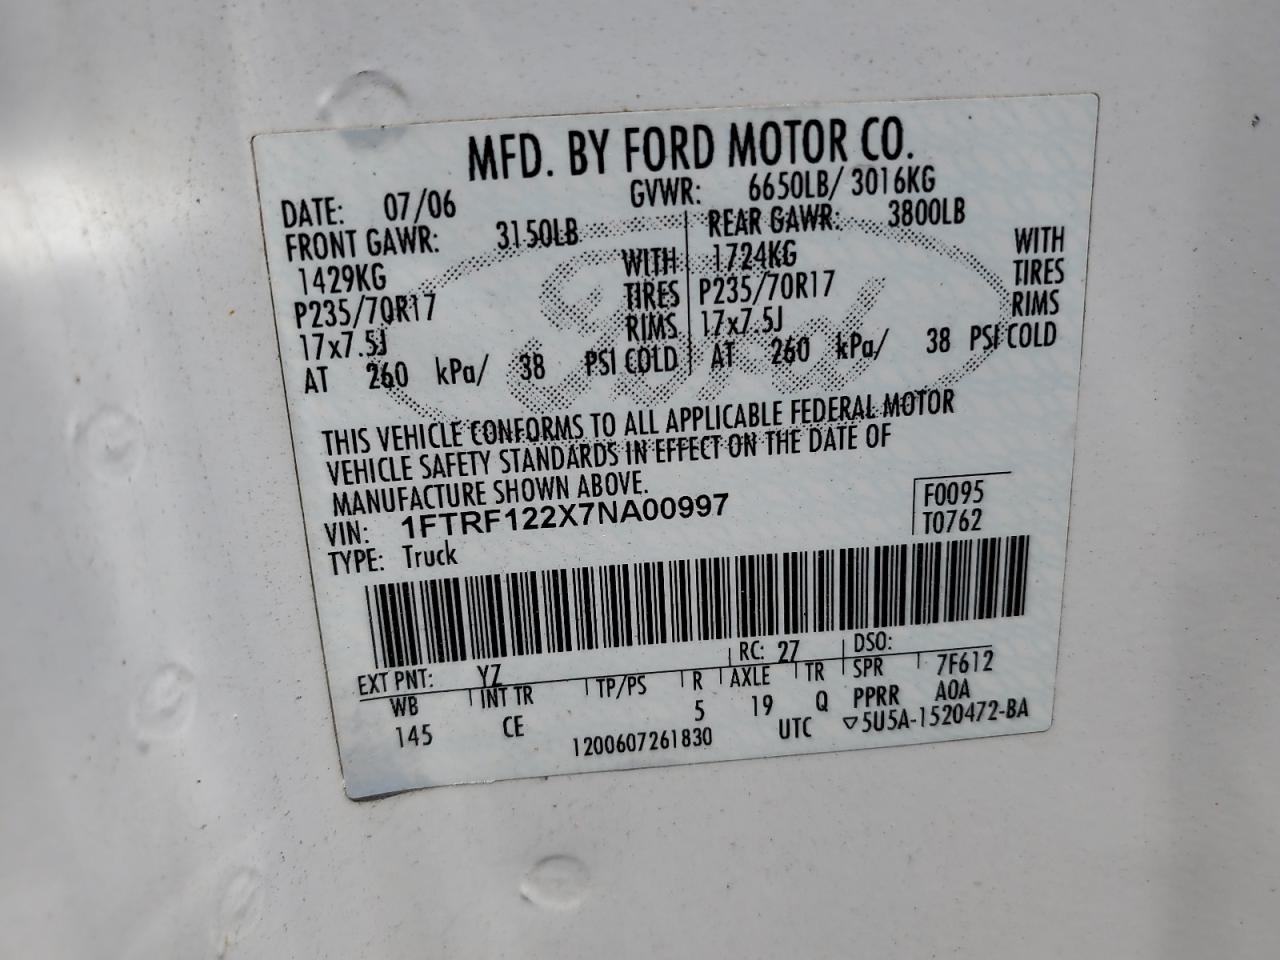 MFD. BY FORD MOTOR CO.
DATE: 07/06 GVWR: 6650LB/ 3016KG
FRONT GAWR: 3150LB REAR GAWR: 3800LB
1429KG WITH 1724KG WITH
P235/70R17 TIRES P235/70R17 TIRES
17x7.5J RIMS 17x7.5J RIMS
AT 260 kPa/ 38 PSI COLD AT 260 kPa/ 38 PSI COLD
Ford
THIS VEHICLE CONFORMS TO ALL APPLICABLE FEDERAL MOTOR
VEHICLE SAFETY STANDARDS IN EFFECT ON THE DATE OF
MANUFACTURE SHOWN ABOVE.
VIN: 1FTRF122X7NA00997 F0095
TYPE: Truck T0762
EXT PNT: YZ RC: 27 DSO:
WB INT TR TP/PS R AXLE TR SPR 7F612
145 CE 5 19 Q PPRR A0A
1200607261830 UTC ▽5U5A-1520472-BA